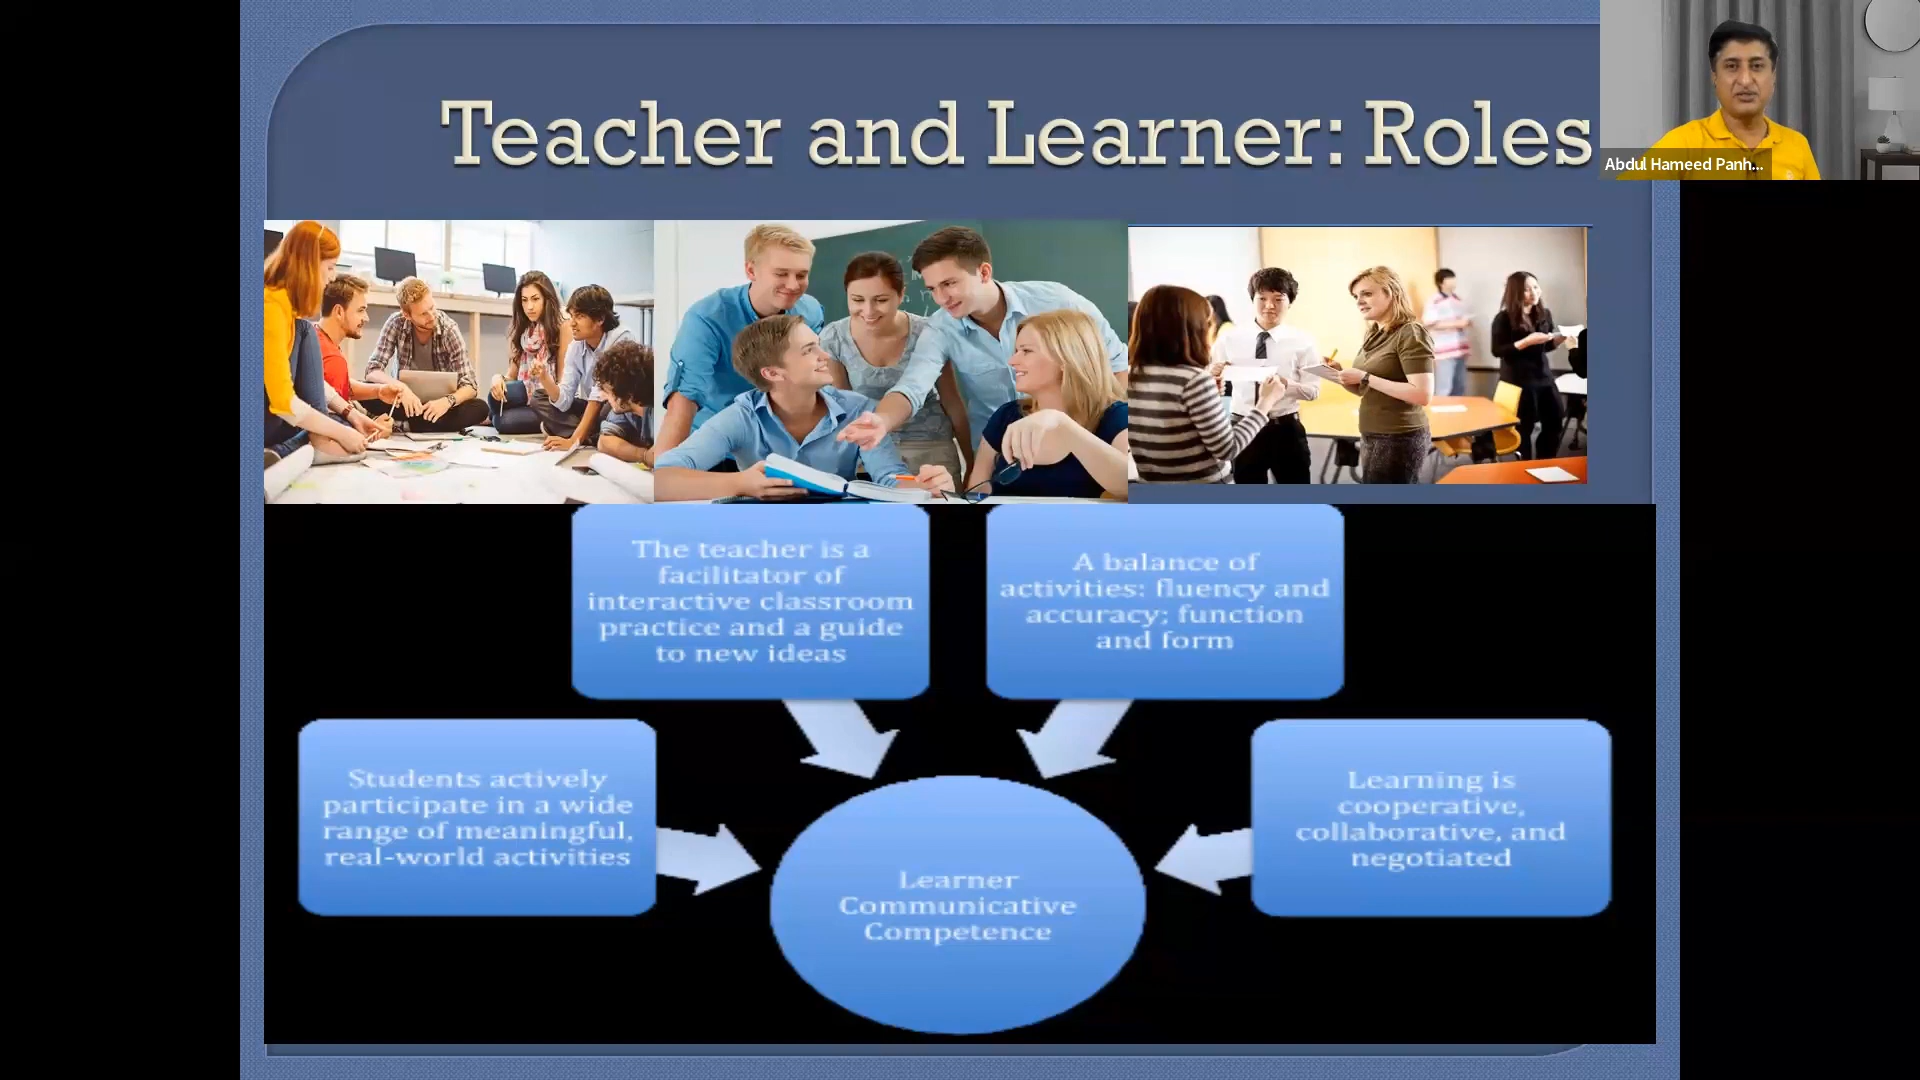 Teacher and Learner: Roles
Abdul Hameed Panh...
The teacher is a
facilitator of
interactive classroom
practice and a guide
to new ideas
A balance of
activities: fluency and
accuracy; function
and form
Students actively
participate in a wide
range of meaningful,
real-world activities
Learning is
cooperative,
collaborative, and
negotiated
Learner
Communicative
Competence